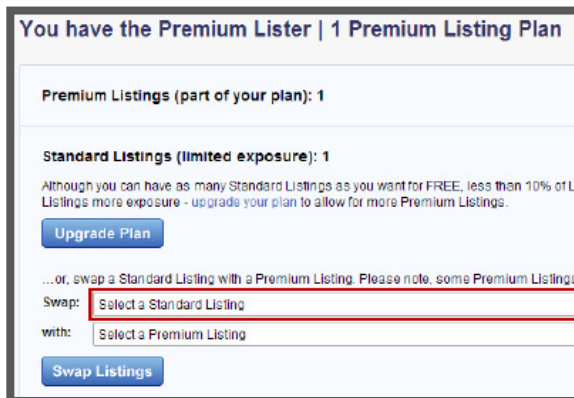 You have the Premium Lister | 1 Premium Listing Plan
Premium Listings (part of your plan): 1
Standard Listings (limited exposure): 1
Although you can have as many Standard Listings as you want for FREE, less than 10% of L
Listings more exposure - upgrade your plan to allow for more Premium Listings.
Upgrade Plan
...or, swap a Standard Listing with a Premium Listing. Please note, some Premium Listings
Swap: Select a Standard Listing
with: Select a Premium Listing
Swap Listings